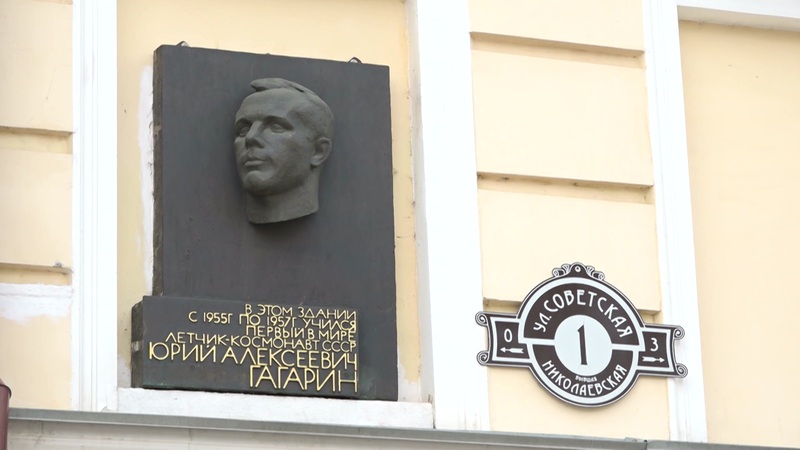 В ЭТОМ ЗДАНИИ
С 1955Г ПО 1957Г УЧИЛСЯ
ПЕРВЫЙ В МИРЕ
ЛЕТЧИК-КОСМОНАВТ СССР
ЮРИЙ АЛЕКСЕЕВИЧ
ГАГАРИН
УЛ.СОВЕТСКАЯ
0
1
3
БЫВШАЯ
НИКОЛАЕВСКАЯ